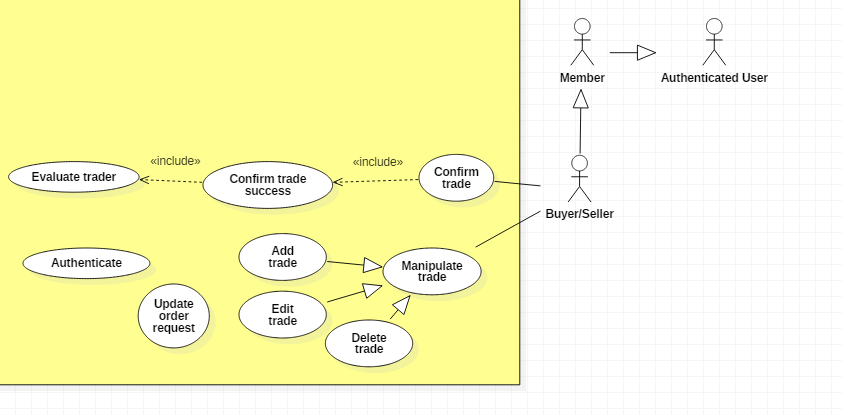 Member
Authenticated User
«include»
«include»
Evaluate trader
Confirm trade
success
Confirm
trade
Buyer/Seller
Add
trade
Authenticate
Manipulate
trade
Update
order
request
Edit
trade
Delete
trade